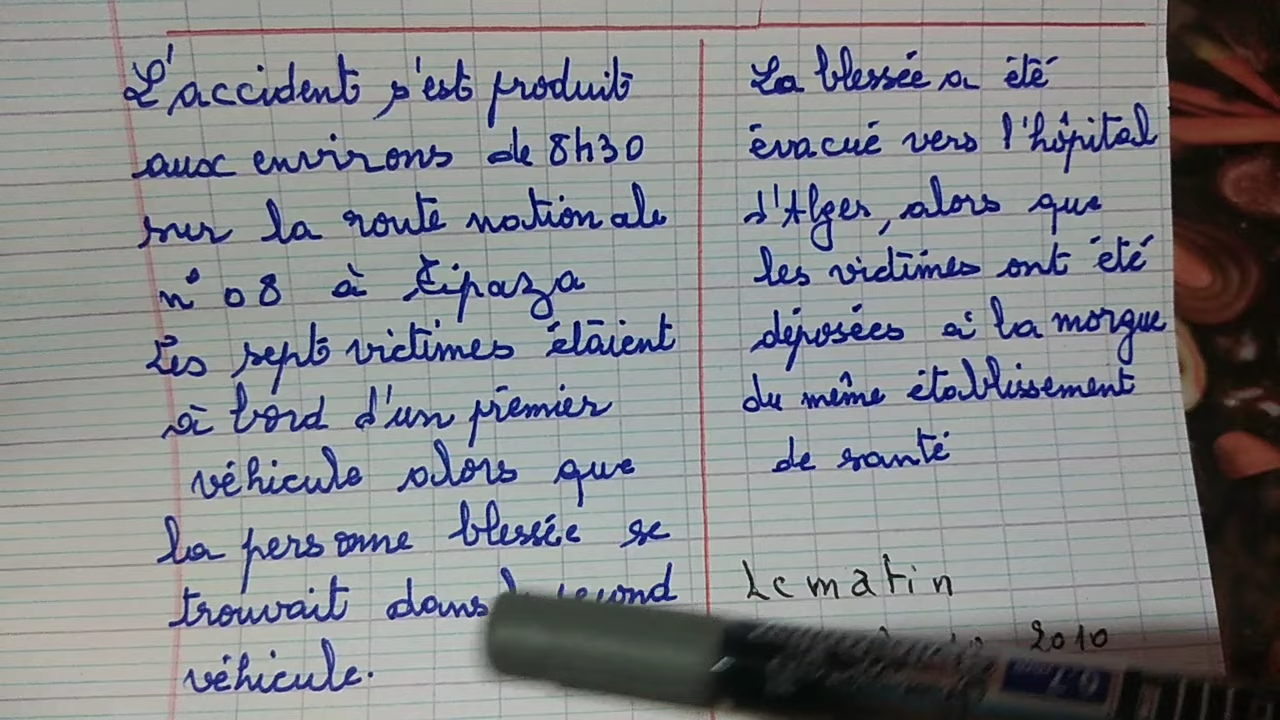 L'accident s'est produit
aux environs de 8h30
sur la route nationale
n° 08 à Tipaza
Les sept victimes étaient
à bord d'un premier
véhicule alors que
la personne blessée se
trouvait dans second
véhicule.
La blessée a été
évacué vers l'hôpital
d'Alger, alors que
les victimes ont été
déposées à la morgue
du même établissement
de santé
Le matin
2010